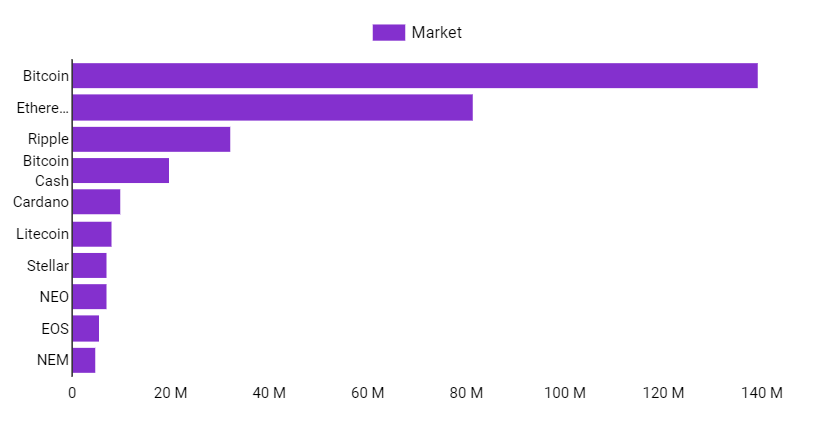 Market
Bitcoin
Ethere…
Ripple
Bitcoin
Cash
Cardano
Litecoin
Stellar
NEO
EOS
NEM
0 20 M 40 M 60 M 80 M 100 M 120 M 140 M